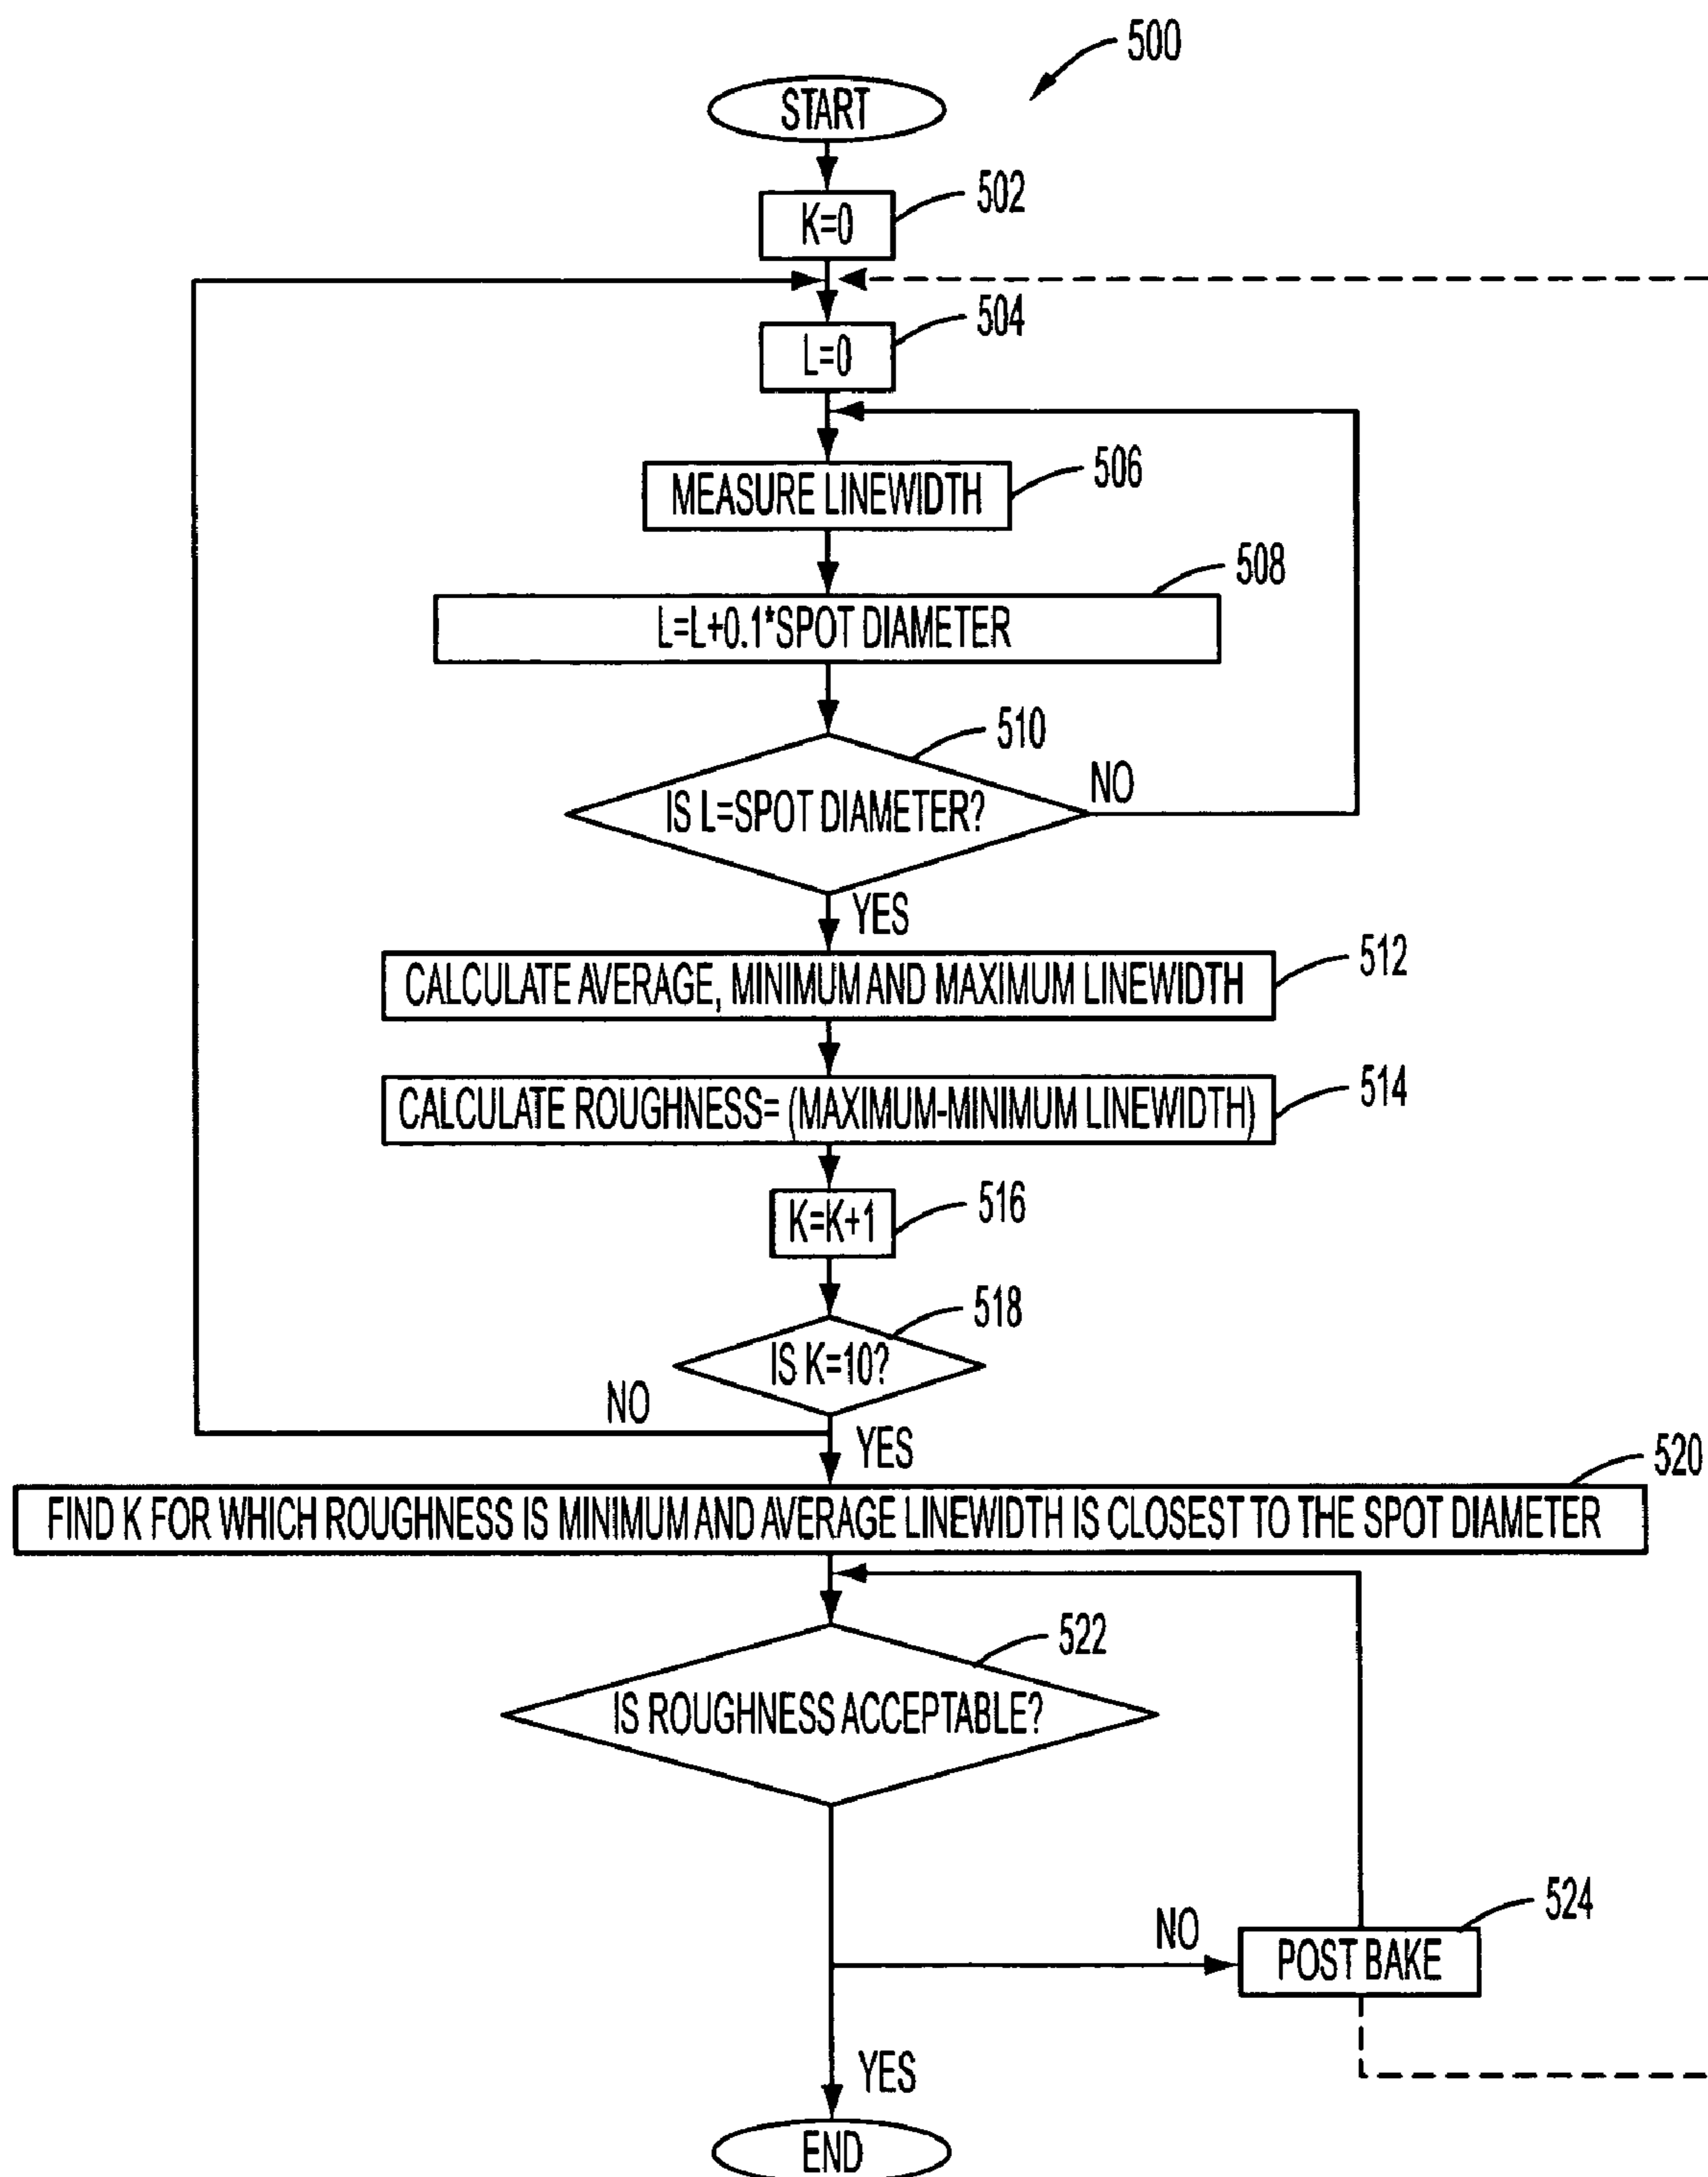 500
START
502
K=0
504
L=0
506
MEASURE LINEWIDTH
508
L=L+0.1*SPOT DIAMETER
510
IS L=SPOT DIAMETER?
NO
YES
512
CALCULATE AVERAGE, MINIMUM AND MAXIMUM LINEWIDTH
514
CALCULATE ROUGHNESS= (MAXIMUM-MINIMUM LINEWIDTH)
516
K=K+1
518
IS K=10?
NO
YES
520
FIND K FOR WHICH ROUGHNESS IS MINIMUM AND AVERAGE LINEWIDTH IS CLOSEST TO THE SPOT DIAMETER
522
IS ROUGHNESS ACCEPTABLE?
524
NO
POST BAKE
YES
END